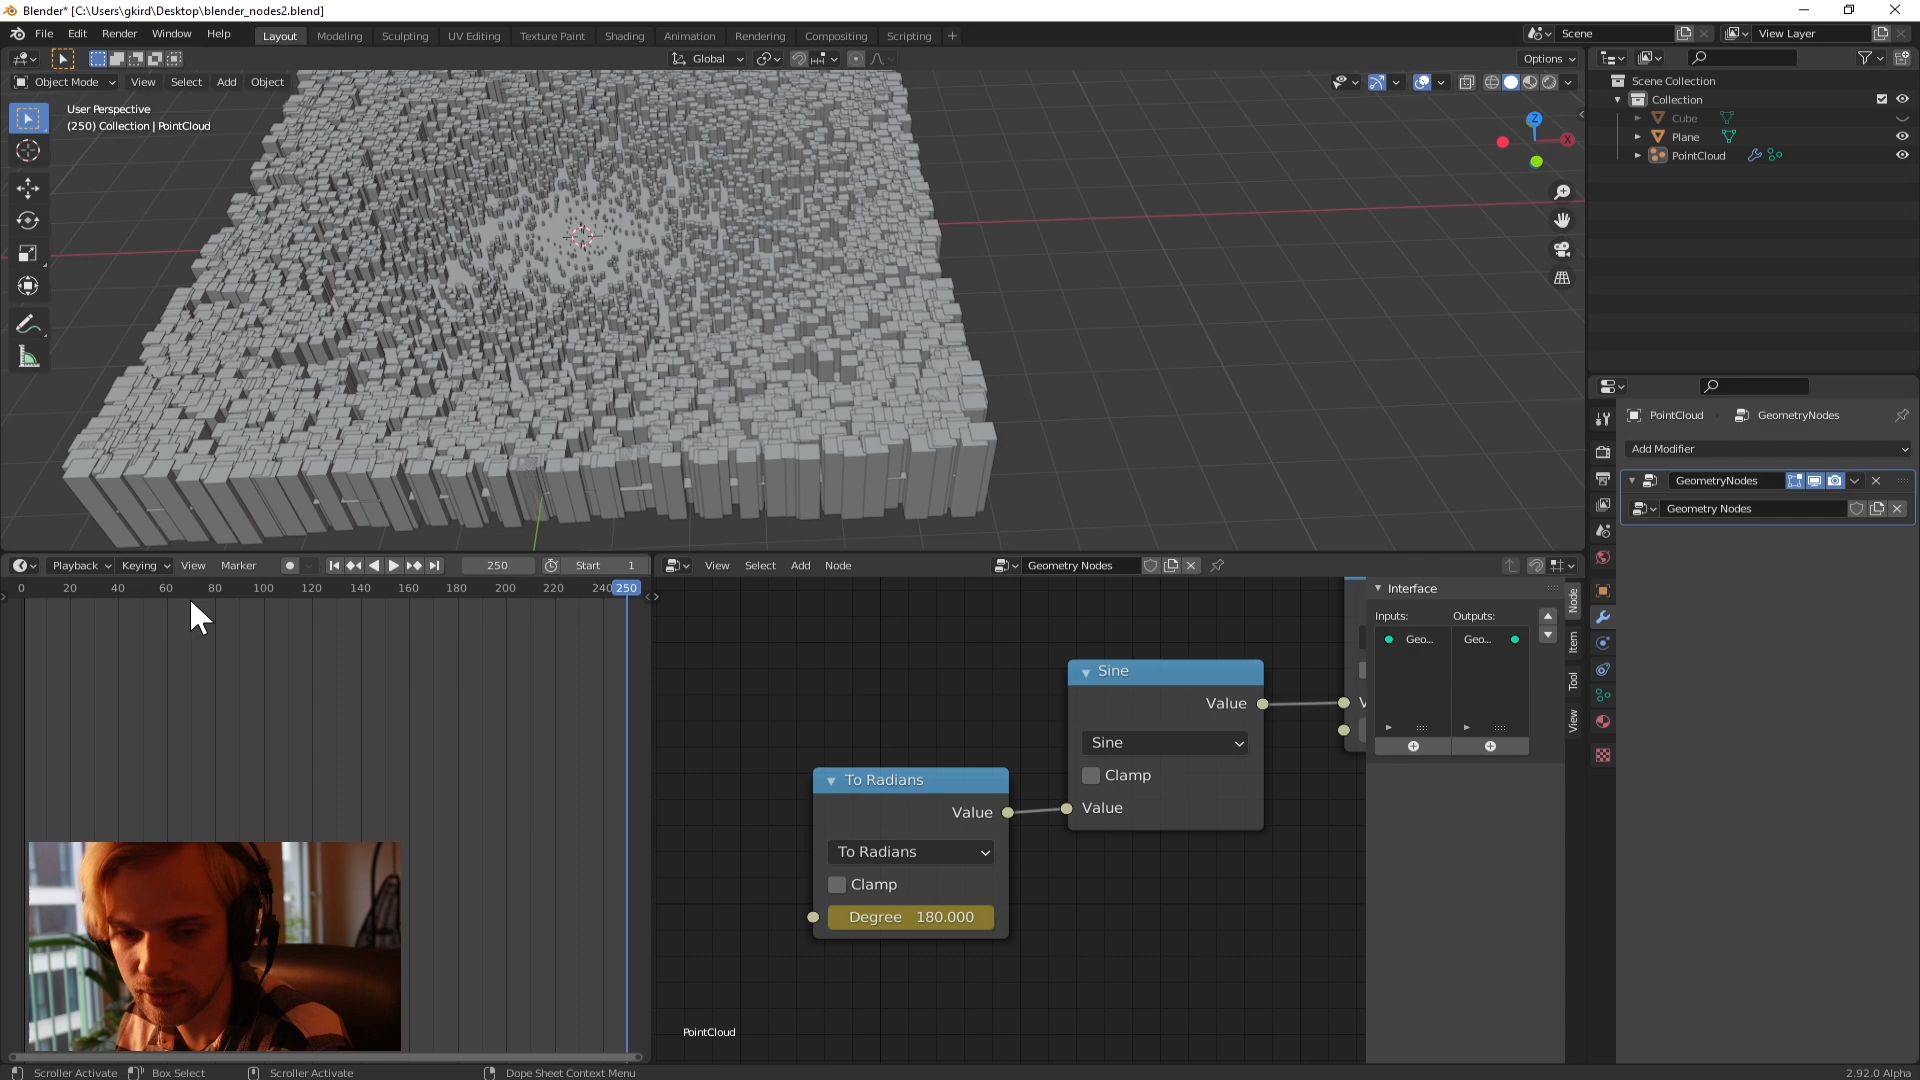 Blender* [C:\Users\gkird\Desktop\blender_nodes2.blend]
File Edit Render Window Help Layout Modeling Sculpting UV Editing Texture Paint Shading Animation Rendering Compositing Scripting + Scene View Layer
Global Options
Object Mode View Select Add Object
User Perspective
(250) Collection | PointCloud
Z
X
Scene Collection
Collection
Cube
Plane
PointCloud
PointCloud GeometryNodes
Add Modifier
GeometryNodes
Geometry Nodes
Playback Keying View Marker 250 Start 1
0 20 40 60 80 100 120 140 160 180 200 220 240 250
View Select Add Node Geometry Nodes
Interface
Inputs: Outputs:
Geo... Geo...
Node
Item
Tool
View
Sine
Value
Sine
Clamp
Value
To Radians
Value
To Radians
Clamp
Degree 180.000
PointCloud
Scroller Activate Box Select Scroller Activate Dope Sheet Context Menu 2.92.0 Alpha